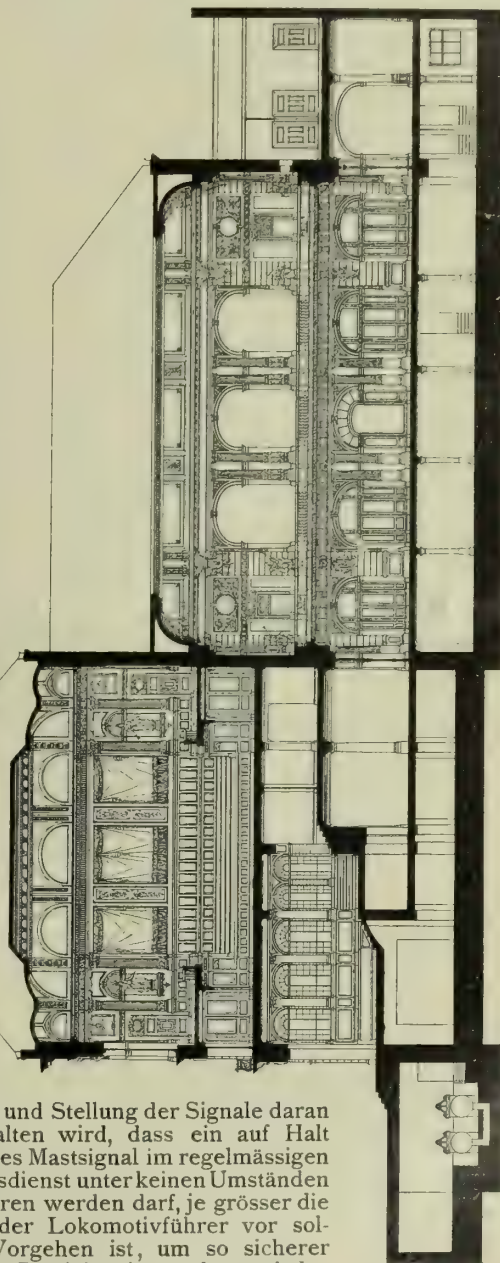 und Stellung der Signale daran
alten wird, dass ein auf Halt
es Mastsignal im regelmässigen
sdienst unter keinen Umständen
ren werden darf, je grösser die
der Lokomotivführer vor sol-
Vorgehen ist, um so sicherer